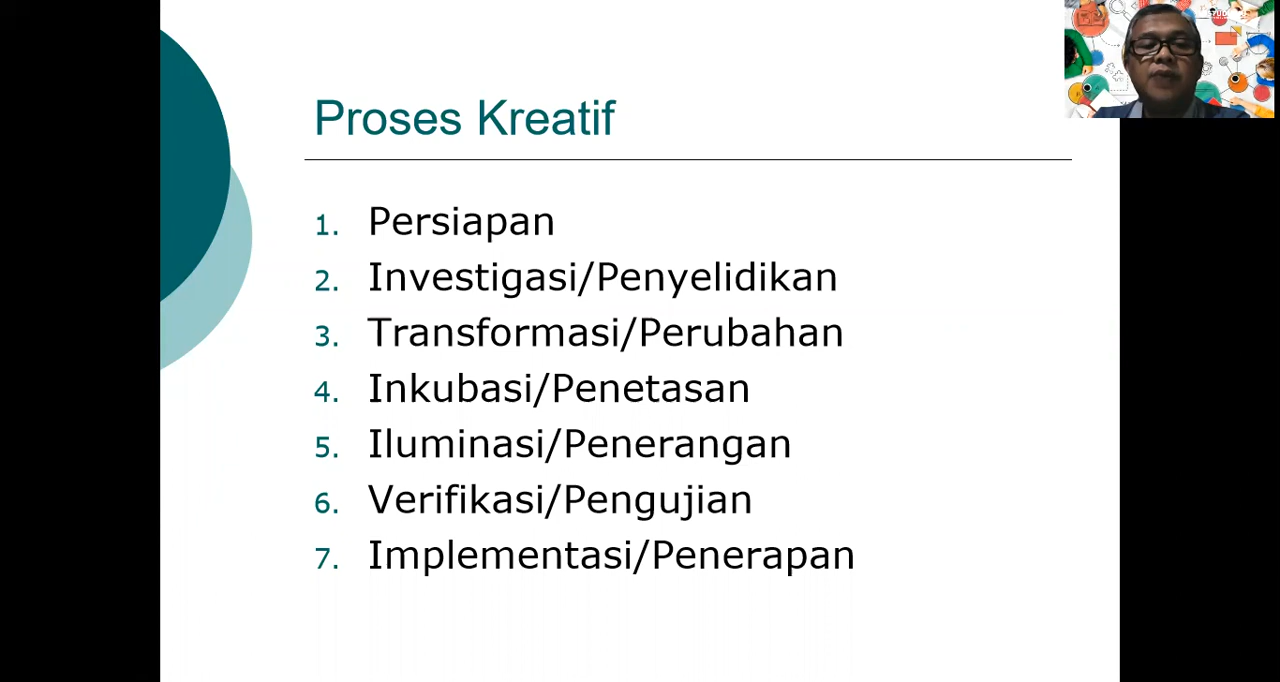 Proses Kreatif
1. Persiapan
2. Investigasi/Penyelidikan
3. Transformasi/Perubahan
4. Inkubasi/Penetasan
5. Iluminasi/Penerangan
6. Verifikasi/Pengujian
7. Implementasi/Penerapan